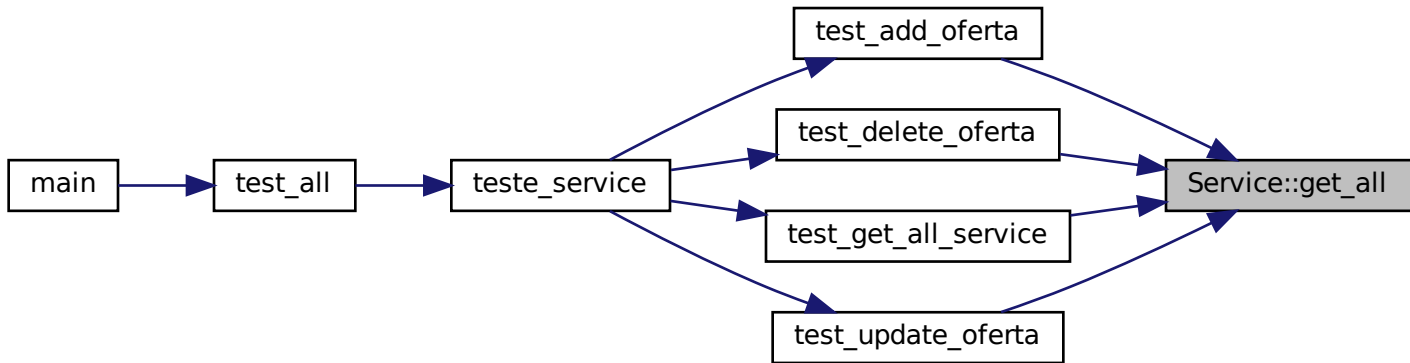 main
test_all
teste_service
test_add_oferta
test_delete_oferta
test_get_all_service
test_update_oferta
Service::get_all